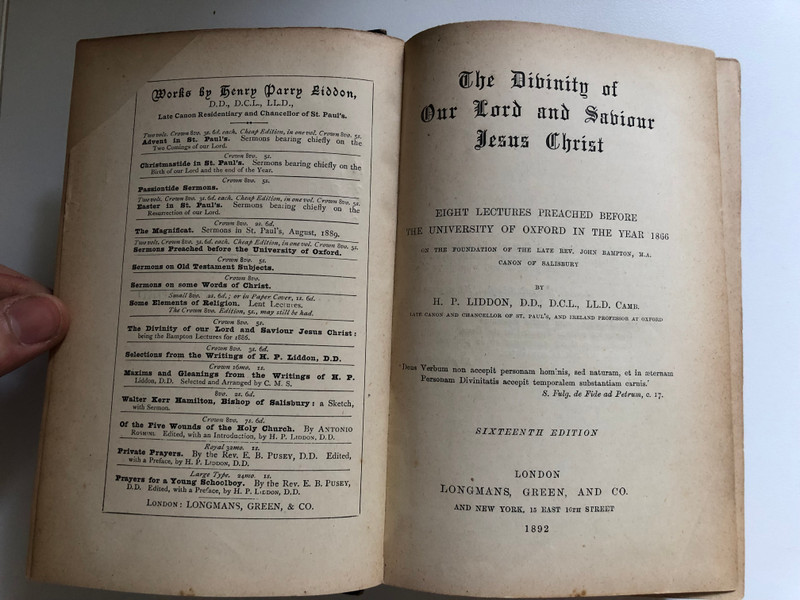 Works by Henry Parry Liddon,
D.D., D.C.L., LL.D.,
Late Canon Residentiary and Chancellor of St. Paul's.
Two vols. Crown 8vo. 3s. 6d. each. Cheap Edition, in one vol. Crown 8vo. 5s.
Advent in St. Paul's. Sermons bearing chiefly on the
Two Comings of our Lord.
Crown 8vo. 5s.
Christmastide in St. Paul's. Sermons bearing chiefly on the
Birth of our Lord and the end of the Year.
Crown 8vo. 5s.
Passiontide Sermons.
Two vols. Crown 8vo. 3s. 6d. each. Cheap Edition, in one vol. Crown 8vo. 5s.
Easter in St. Paul's. Sermons bearing chiefly on the
Resurrection of our Lord.
Crown 8vo. 2s. 6d.
The Magnificat. Sermons in St. Paul's, August, 1889.
Two vols. Crown 8vo. 3s. 6d. each. Cheap Edition, in one vol. Crown 8vo. 5s.
Sermons Preached before the University of Oxford.
Crown 8vo. 5s.
Sermons on Old Testament Subjects.
Crown 8vo.
Sermons on some Words of Christ.
Small 8vo. 2s. 6d.; or in Paper Cover, 1s. 6d.
Some Elements of Religion. Lent Lectures.
The Crown 8vo. Edition, 5s., may still be had.
Crown 8vo. 5s.
The Divinity of our Lord and Saviour Jesus Christ:
being the Bampton Lectures for 1866.
Crown 8vo. 3s. 6d.
Selections from the Writings of H. P. Liddon, D.D.
Crown 16mo. 1s.
Maxims and Gleanings from the Writings of H. P.
Liddon, D.D. Selected and Arranged by C. M. S.
8vo. 2s. 6d.
Walter Kerr Hamilton, Bishop of Salisbury: a Sketch,
with Sermon.
Crown 8vo. 7s. 6d.
Of the Five Wounds of the Holy Church. By Antonio
Rosmini. Edited, with an Introduction, by H. P. Liddon, D.D.
Royal 32mo. 1s.
Private Prayers. By the Rev. E. B. Pusey, D.D. Edited,
with a Preface, by H. P. Liddon, D.D.
Large Type. 24mo. 1s.
Prayers for a Young Schoolboy. By the Rev. E. B. Pusey,
D.D. Edited, with a Preface, by H. P. Liddon, D.D.
London: LONGMANS, GREEN, & CO.
The Divinity of
Our Lord and Saviour
Jesus Christ
EIGHT LECTURES PREACHED BEFORE
THE UNIVERSITY OF OXFORD IN THE YEAR 1866
ON THE FOUNDATION OF THE LATE REV. JOHN BAMPTON, M.A.
CANON OF SALISBURY
BY
H. P. LIDDON, D.D., D.C.L., LL.D. CAMB.
LATE CANON AND CHANCELLOR OF ST. PAUL'S, AND IRELAND PROFESSOR AT OXFORD
'Deus Verbum non accepit personam hominis, sed naturam, et in æternam
Personam Divinitatis accepit temporalem substantiam carnis.'
S. Fulg. de Fide ad Petrum, c. 17.
SIXTEENTH EDITION
LONDON
LONGMANS, GREEN, AND CO.
AND NEW YORK, 15 EAST 16TH STREET
1892